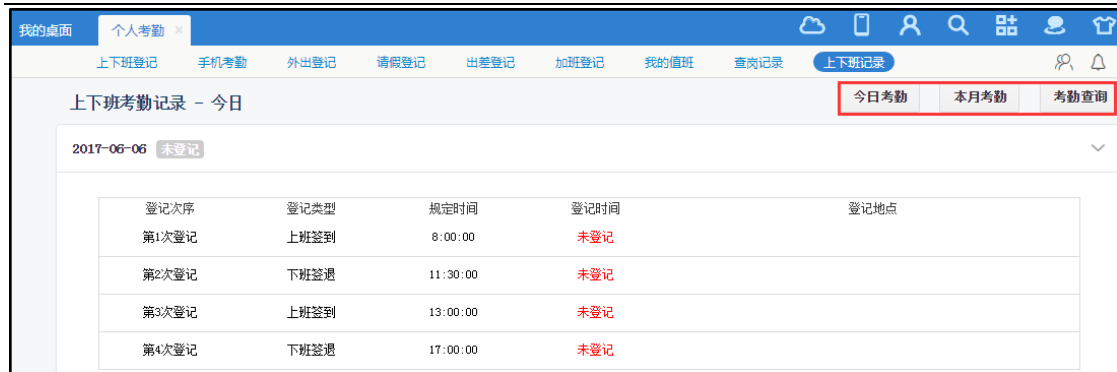 我的桌面 个人考勤 ×
上下班登记 手机考勤 外出登记 请假登记 出差登记 加班登记 我的值班 查岗记录 上下班记录
上下班考勤记录 - 今日 今日考勤 本月考勤 考勤查询
2017-06-06 未登记
登记次序 登记类型 规定时间 登记时间 登记地点
第1次登记 上班签到 8:00:00 未登记
第2次登记 下班签退 11:30:00 未登记
第3次登记 上班签到 13:00:00 未登记
第4次登记 下班签退 17:00:00 未登记